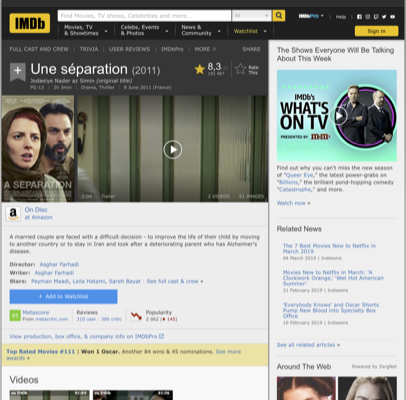 IMDb
Find Movies, TV shows, Celebrities and more...
All
IMDbPro
Help
Movies, TV & Showtimes
Celebs, Events & Photos
News & Community
Watchlist
Sign in
FULL CAST AND CREW | TRIVIA | USER REVIEWS | IMDbPro | MORE
SHARE
Une séparation (2011)
Jodaeiye Nader az Simin (original title)
PG-13 | 2h 3min | Drama, Thriller | 8 June 2011 (France)
8,3
Rate This
A SEPARATION
2:04 | Trailer
2 VIDEOS | 51 IMAGES
On Disc
at Amazon
A married couple are faced with a difficult decision - to improve the life of their child by moving
to another country or to stay in Iran and look after a deteriorating parent who has Alzheimer's
disease.
Director: Asghar Farhadi
Writer: Asghar Farhadi
Stars: Payman Maadi, Leila Hatami, Sareh Bayat | See full cast & crew »
+ Add to Watchlist
95
Metascore
From metacritic.com
Reviews
310 user | 390 critic
Popularity
2 062 (145)
View production, box office, & company info on IMDbPro
Top Rated Movies #111 | Won 1 Oscar. Another 84 wins & 45 nominations. See more
awards »
Videos
The Shows Everyone Will Be Talking
About This Week
IMDb's
WHAT'S
ON TV
PRESENTED BY
Find out why you can't miss the new season
of "Queer Eye," the latest power-grabs on
"Billions," the brilliant pond-hopping comedy
"Catastrophe," and more.
Watch now »
Related News
The 7 Best Movies New to Netflix in
March 2019
04 March 2019 | Indiewire
Movies New to Netflix in March: 'A
Clockwork Orange,' 'Wet Hot American
Summer'
21 February 2019 | Indiewire
'Everybody Knows' and Oscar Shorts
Pump New Blood into Specialty Box
Office
10 February 2019 | Indiewire
See all related articles »
Around The Web
Powered by ZergNet